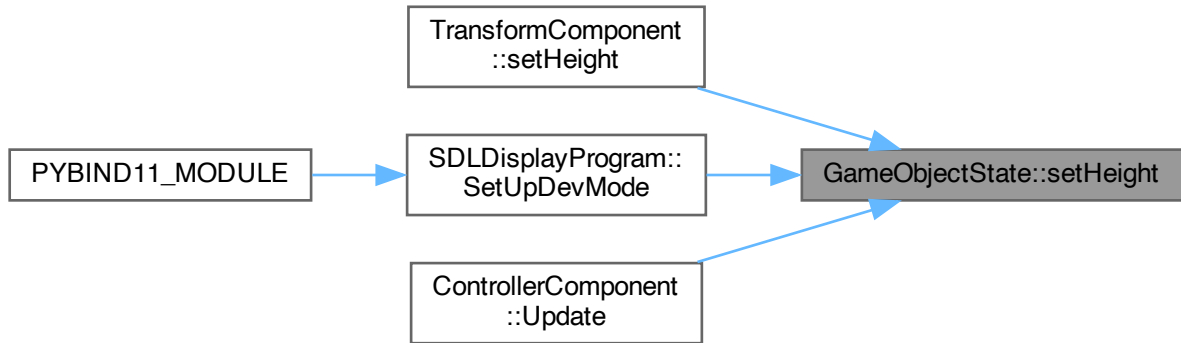 TransformComponent
::setHeight
PYBIND11_MODULE
SDLDisplayProgram::
SetUpDevMode
GameObjectState::setHeight
ControllerComponent
::Update